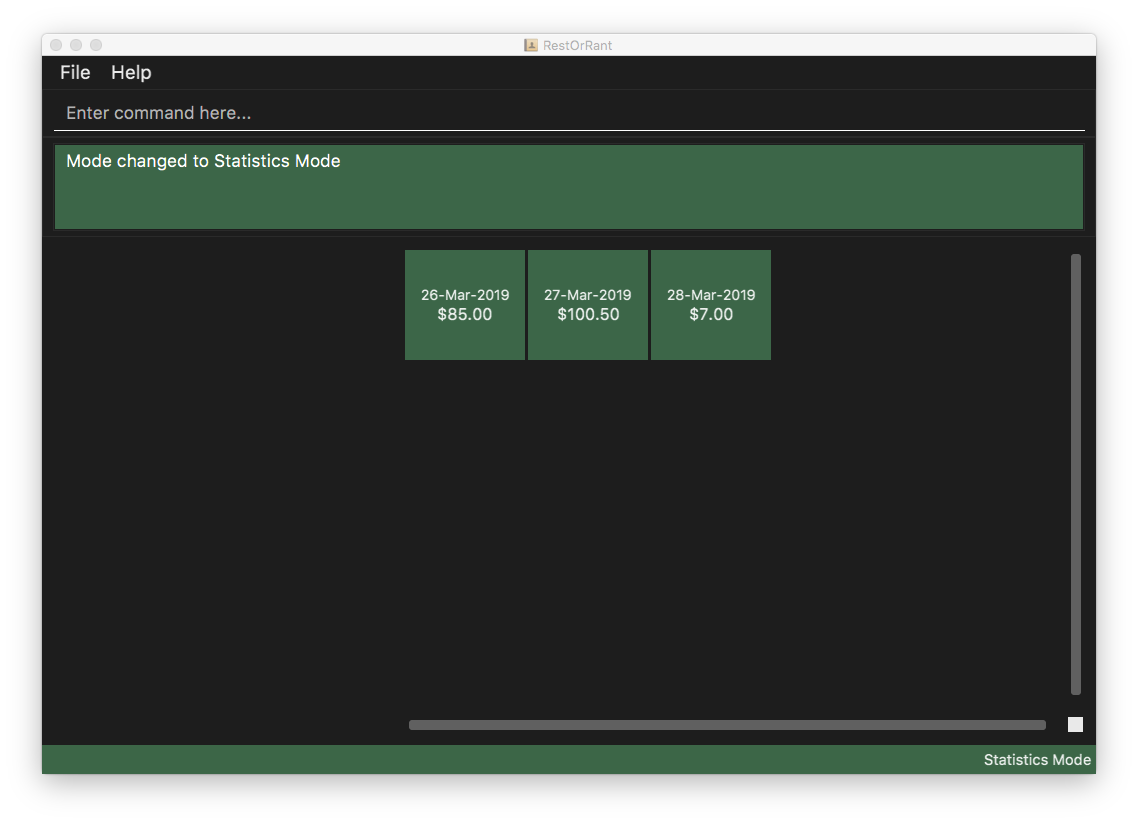 RestOrRant
File Help
Enter command here...
Mode changed to Statistics Mode
26-Mar-2019 27-Mar-2019 28-Mar-2019
$85.00 $100.50 $7.00
Statistics Mode